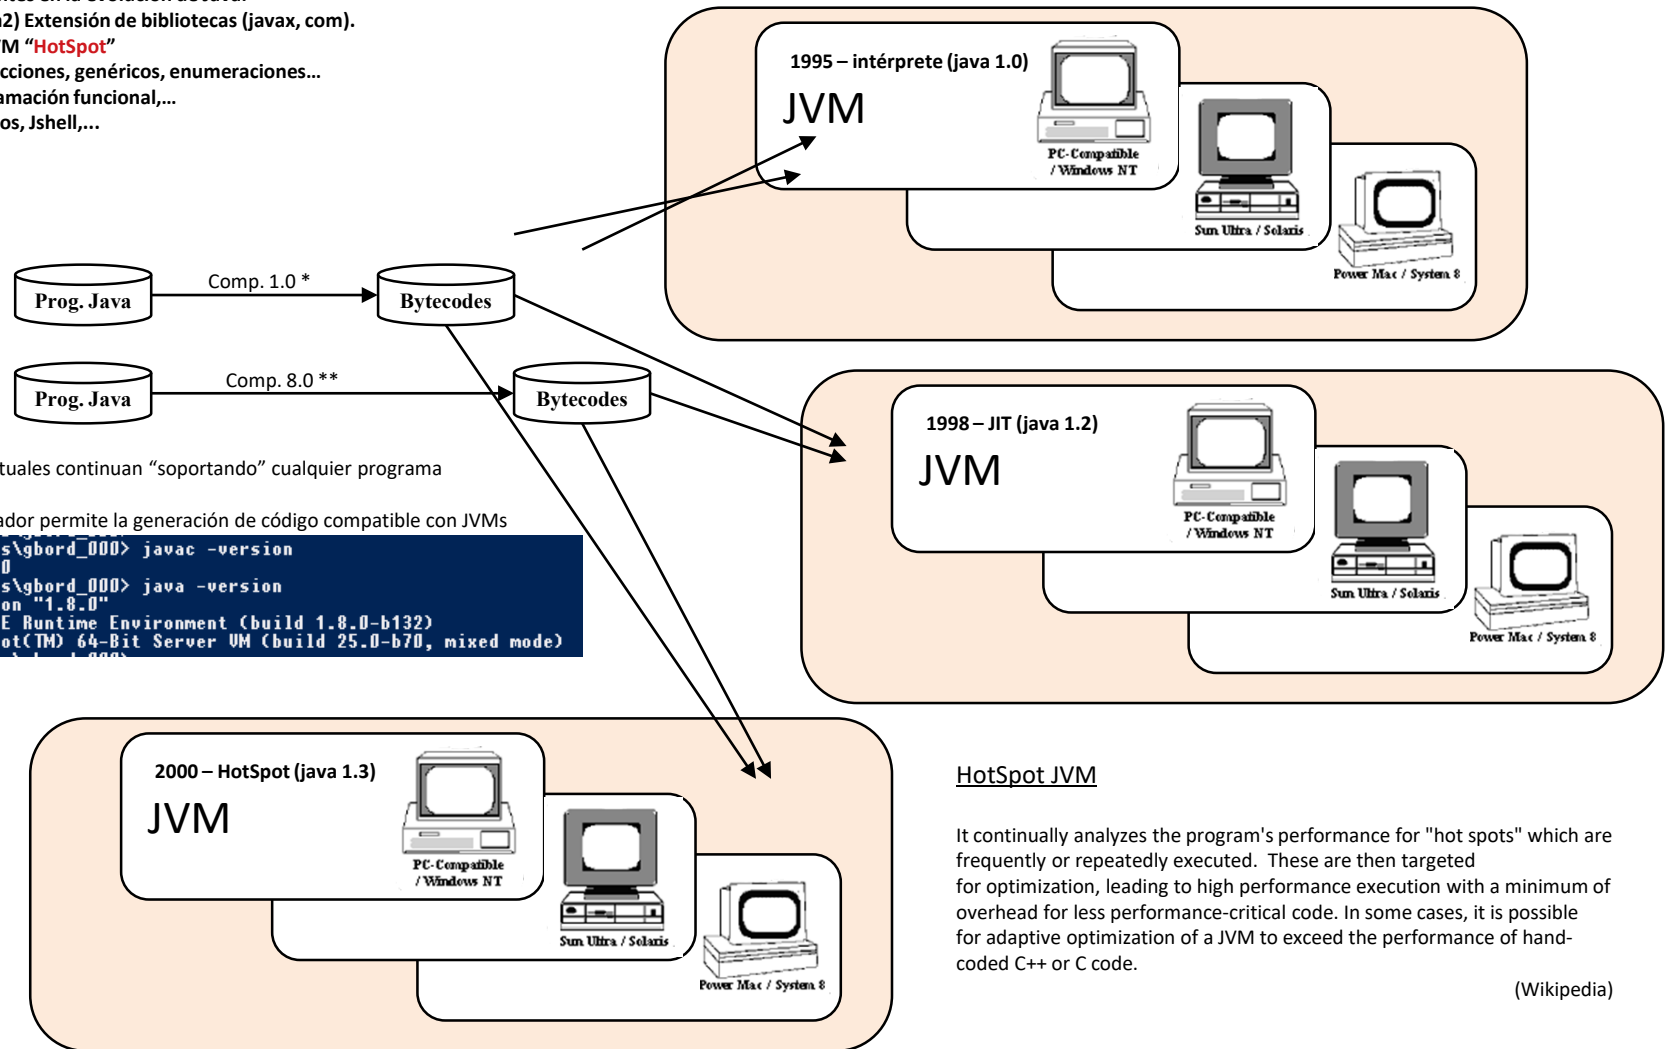 2) Extensión de bibliotecas (javax, com).
VM “HotSpot”
cciones, genéricos, enumeraciones...
amación funcional,...
os, Jshell,...
1995 – intérprete (java 1.0)
JVM
PC-Compatible
/ Windows NT
Sun Ultra / Solaris
Power Mac / System 8
Prog. Java
Comp. 1.0 *
Bytecodes
Prog. Java
Comp. 8.0 **
Bytecodes
1998 – JIT (java 1.2)
JVM
PC-Compatible
/ Windows NT
Sun Ultra / Solaris
Power Mac / System 8
tuales continuan “soportando” cualquier programa
ador permite la generación de código compatible con JVMs
s\gbord_000> javac -version
0
s\gbord_000> java -version
on "1.8.0"
E Runtime Environment (build 1.8.0-b132)
ot(TM) 64-Bit Server VM (build 25.0-b70, mixed mode)
2000 – HotSpot (java 1.3)
JVM
PC-Compatible
/ Windows NT
Sun Ultra / Solaris
Power Mac / System 8
HotSpot JVM
It continually analyzes the program's performance for "hot spots" which are
frequently or repeatedly executed. These are then targeted
for optimization, leading to high performance execution with a minimum of
overhead for less performance-critical code. In some cases, it is possible
for adaptive optimization of a JVM to exceed the performance of hand-
coded C++ or C code.
(Wikipedia)